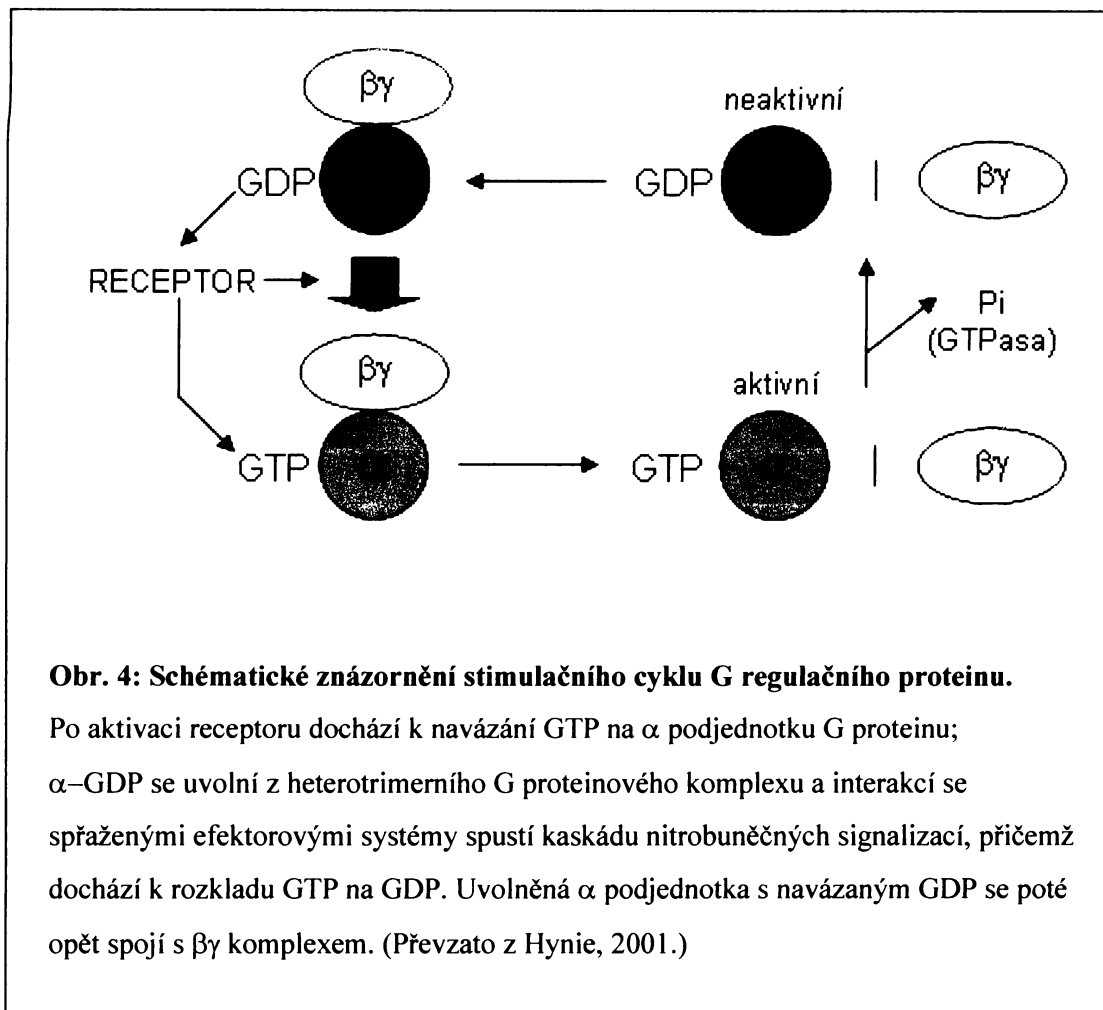 βγ
neaktivní
GDP
GDP
βγ
RECEPTOR
Pi
(GTPasa)
βγ
aktivní
GTP
GTP
βγ
Obr. 4: Schématické znázornění stimulačního cyklu G regulačního proteinu.
Po aktivaci receptoru dochází k navázání GTP na α podjednotku G proteinu;
α–GDP se uvolní z heterotrimerního G proteinového komplexu a interakcí se
spřaženými efektorovými systémy spustí kaskádu nitrobuněčných signalizací, přičemž
dochází k rozkladu GTP na GDP. Uvolněná α podjednotka s navázaným GDP se poté
opět spojí s βγ komplexem. (Převzato z Hynie, 2001.)